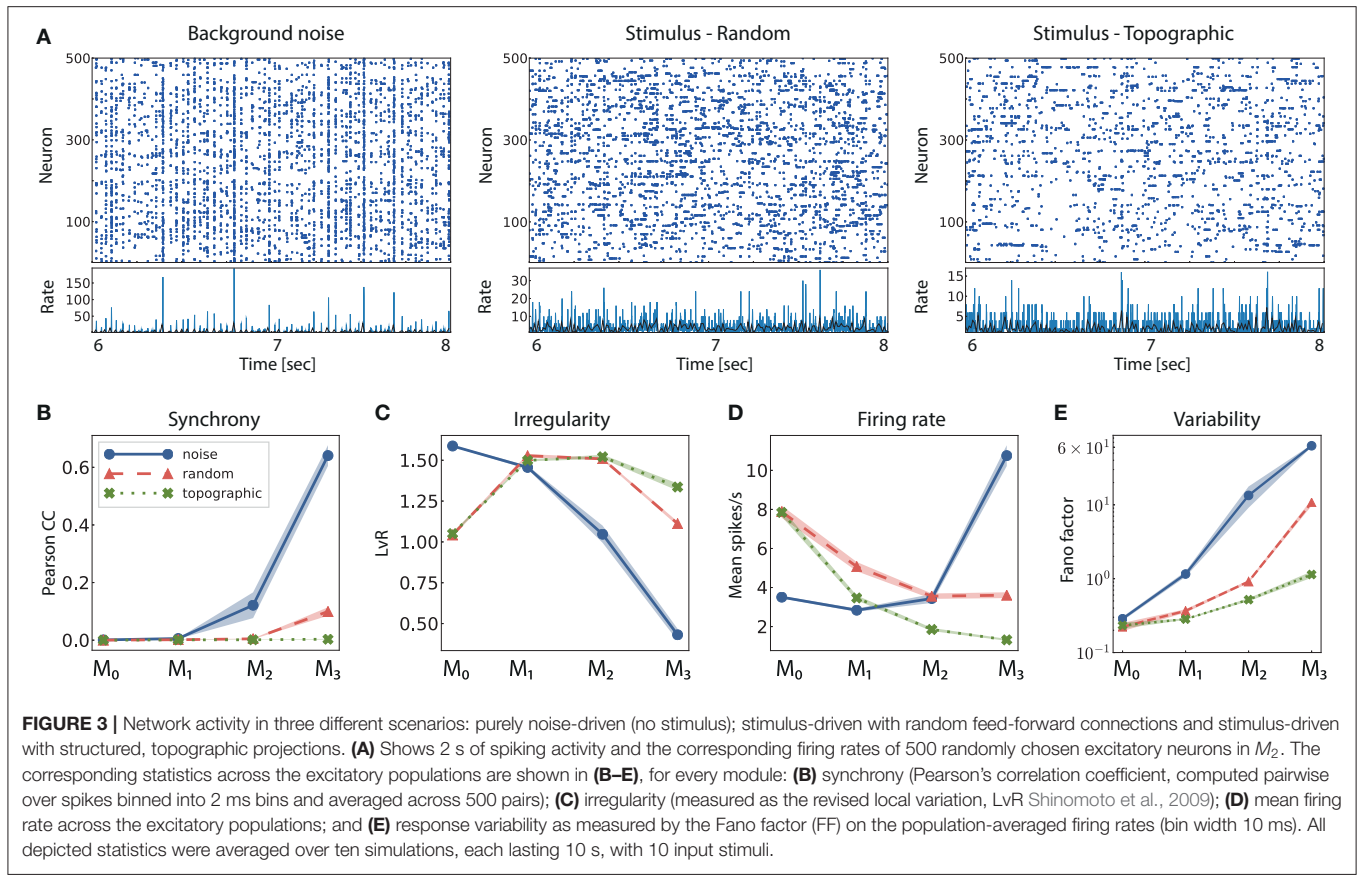 A
Background noise
Stimulus - Random
Stimulus - Topographic
500
300
100
Neuron
150
100
50
Rate
6
7
8
Time [sec]
500
300
100
Neuron
30
20
10
Rate
6
7
8
Time [sec]
500
300
100
Neuron
15
10
5
Rate
6
7
8
Time [sec]
B
Synchrony
noise
random
topographic
Pearson CC
0.6
0.4
0.2
0.0
M₀ M₁ M₂ M₃
C
Irregularity
LvR
1.50
1.25
1.00
0.75
0.50
M₀ M₁ M₂ M₃
D
Firing rate
Mean spikes/s
10
8
6
4
2
M₀ M₁ M₂ M₃
E
Variability
Fano factor
6 × 10¹
10¹
10⁰
10⁻¹
M₀ M₁ M₂ M₃
FIGURE 3 | Network activity in three different scenarios: purely noise-driven (no stimulus); stimulus-driven with random feed-forward connections and stimulus-driven
with structured, topographic projections. (A) Shows 2 s of spiking activity and the corresponding firing rates of 500 randomly chosen excitatory neurons in M₂. The
corresponding statistics across the excitatory populations are shown in (B–E), for every module: (B) synchrony (Pearson's correlation coefficient, computed pairwise
over spikes binned into 2 ms bins and averaged across 500 pairs); (C) irregularity (measured as the revised local variation, LvR Shinomoto et al., 2009); (D) mean firing
rate across the excitatory populations; and (E) response variability as measured by the Fano factor (FF) on the population-averaged firing rates (bin width 10 ms). All
depicted statistics were averaged over ten simulations, each lasting 10 s, with 10 input stimuli.